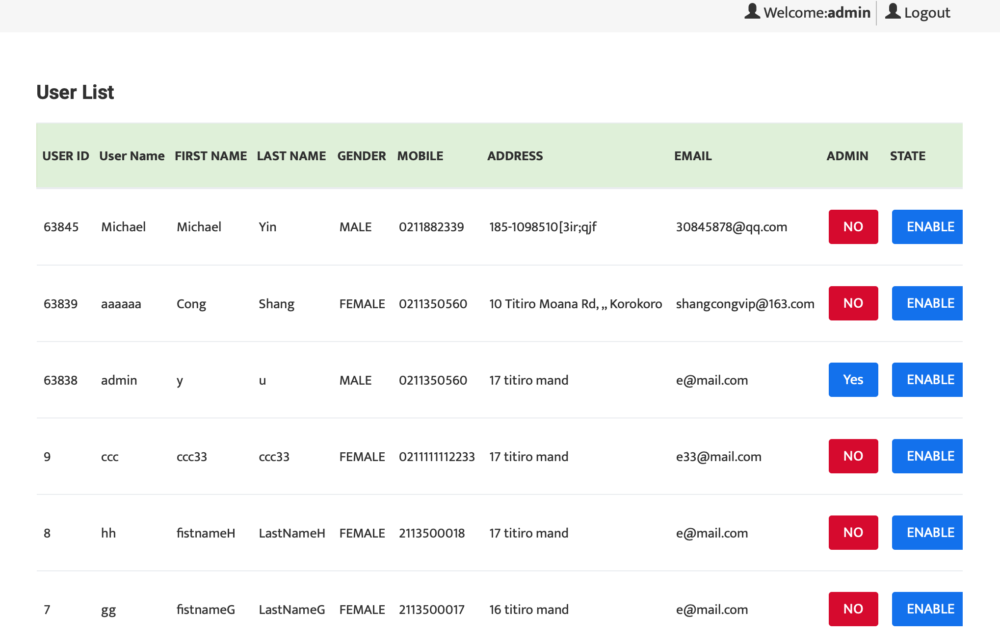 Welcome:admin Logout
User List
USER ID User Name FIRST NAME LAST NAME GENDER MOBILE ADDRESS EMAIL ADMIN STATE
63845 Michael Michael Yin MALE 0211882339 185-1098510[3ir;qjf 30845878@qq.com NO ENABLE
63839 aaaaaa Cong Shang FEMALE 0211350560 10 Titiro Moana Rd, ,, Korokoro shangcongvip@163.com NO ENABLE
63838 admin y u MALE 0211350560 17 titiro mand e@mail.com Yes ENABLE
9 ccc ccc33 ccc33 FEMALE 0211111112233 17 titiro mand e33@mail.com NO ENABLE
8 hh fistnameH LastNameH FEMALE 2113500018 17 titiro mand e@mail.com NO ENABLE
7 gg fistnameG LastNameG FEMALE 2113500017 16 titiro mand e@mail.com NO ENABLE